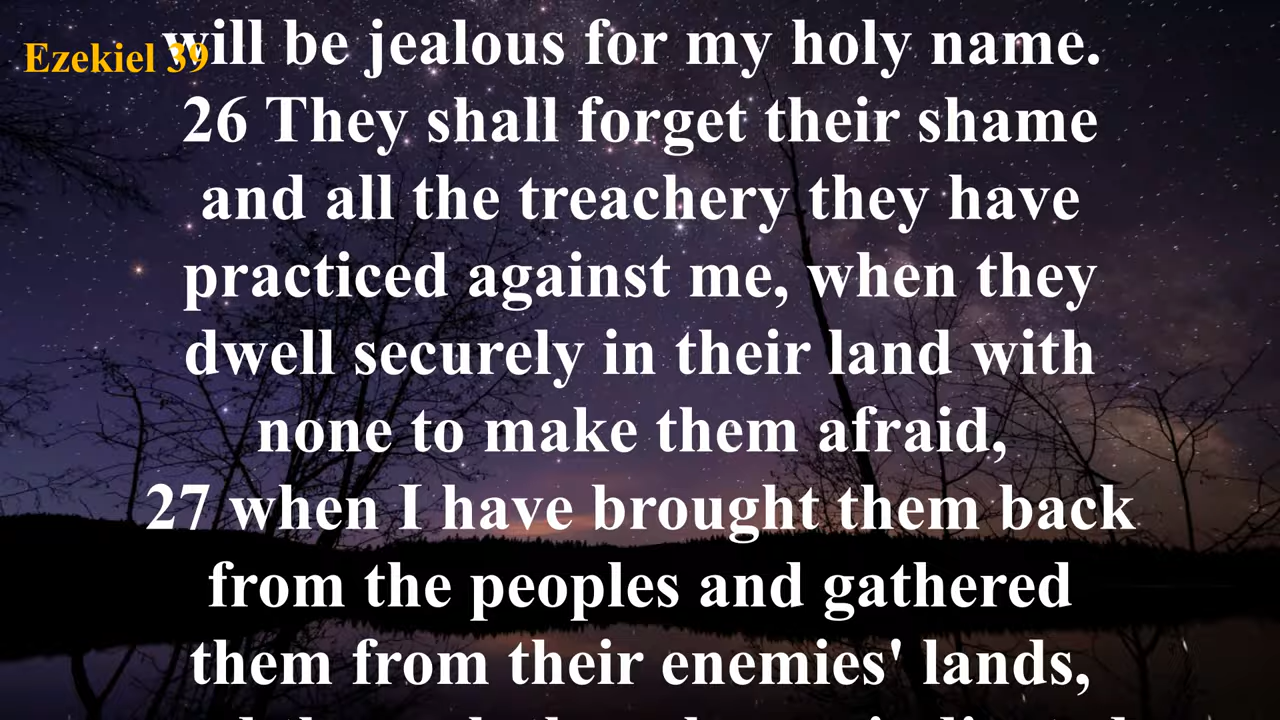 Ezekiel 39
will be jealous for my holy name.
26 They shall forget their shame
and all the treachery they have
practiced against me, when they
dwell securely in their land with
none to make them afraid,
27 when I have brought them back
from the peoples and gathered
them from their enemies' lands,